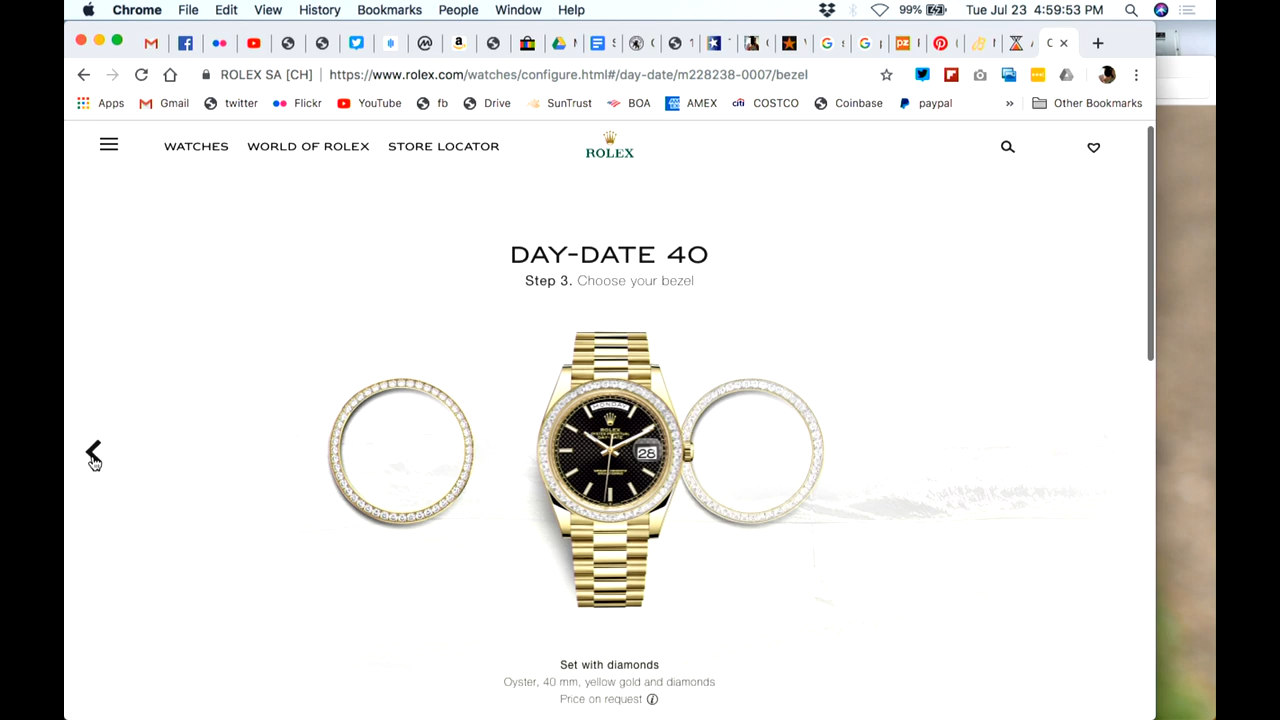 Chrome File Edit View History Bookmarks People Window Help 99% Tue Jul 23 4:59:53 PM
ROLEX SA [CH] | https://www.rolex.com/watches/configure.html#/day-date/m228238-0007/bezel
Apps Gmail twitter Flickr YouTube fb Drive SunTrust BOA AMEX COSTCO Coinbase paypal » Other Bookmarks
WATCHES WORLD OF ROLEX STORE LOCATOR
ROLEX
DAY-DATE 40
Step 3. Choose your bezel
MONDAY
ROLEX
OYSTER PERPETUAL
DAY-DATE
28
Set with diamonds
Oyster, 40 mm, yellow gold and diamonds
Price on request